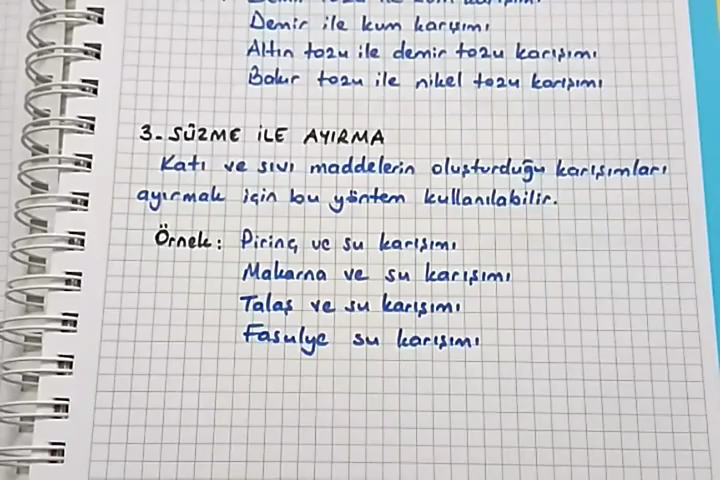 Demir ile kum karışımı
Altın tozu ile demir tozu karışımı
Bakır tozu ile nikel tozu karışımı
3- SÜZME İLE AYIRMA
Katı ve sıvı maddelerin oluşturduğu karışımları
ayırmak için bu yöntem kullanılabilir.
Örnek: Pirinç ve su karışımı
Makarna ve su karışımı
Talaş ve su karışımı
Fasulye su karışımı